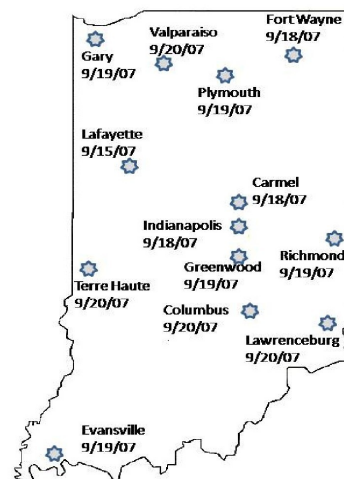 Fort Wayne
9/18/07
Valparaiso
9/20/07
Gary
9/19/07
Plymouth
9/19/07
Lafayette
9/15/07
Carmel
9/18/07
Indianapolis
9/18/07
Richmond
9/19/07
Greenwood
9/19/07
Terre Haute
9/20/07
Columbus
9/20/07
Lawrenceburg
9/20/07
Evansville
9/19/07